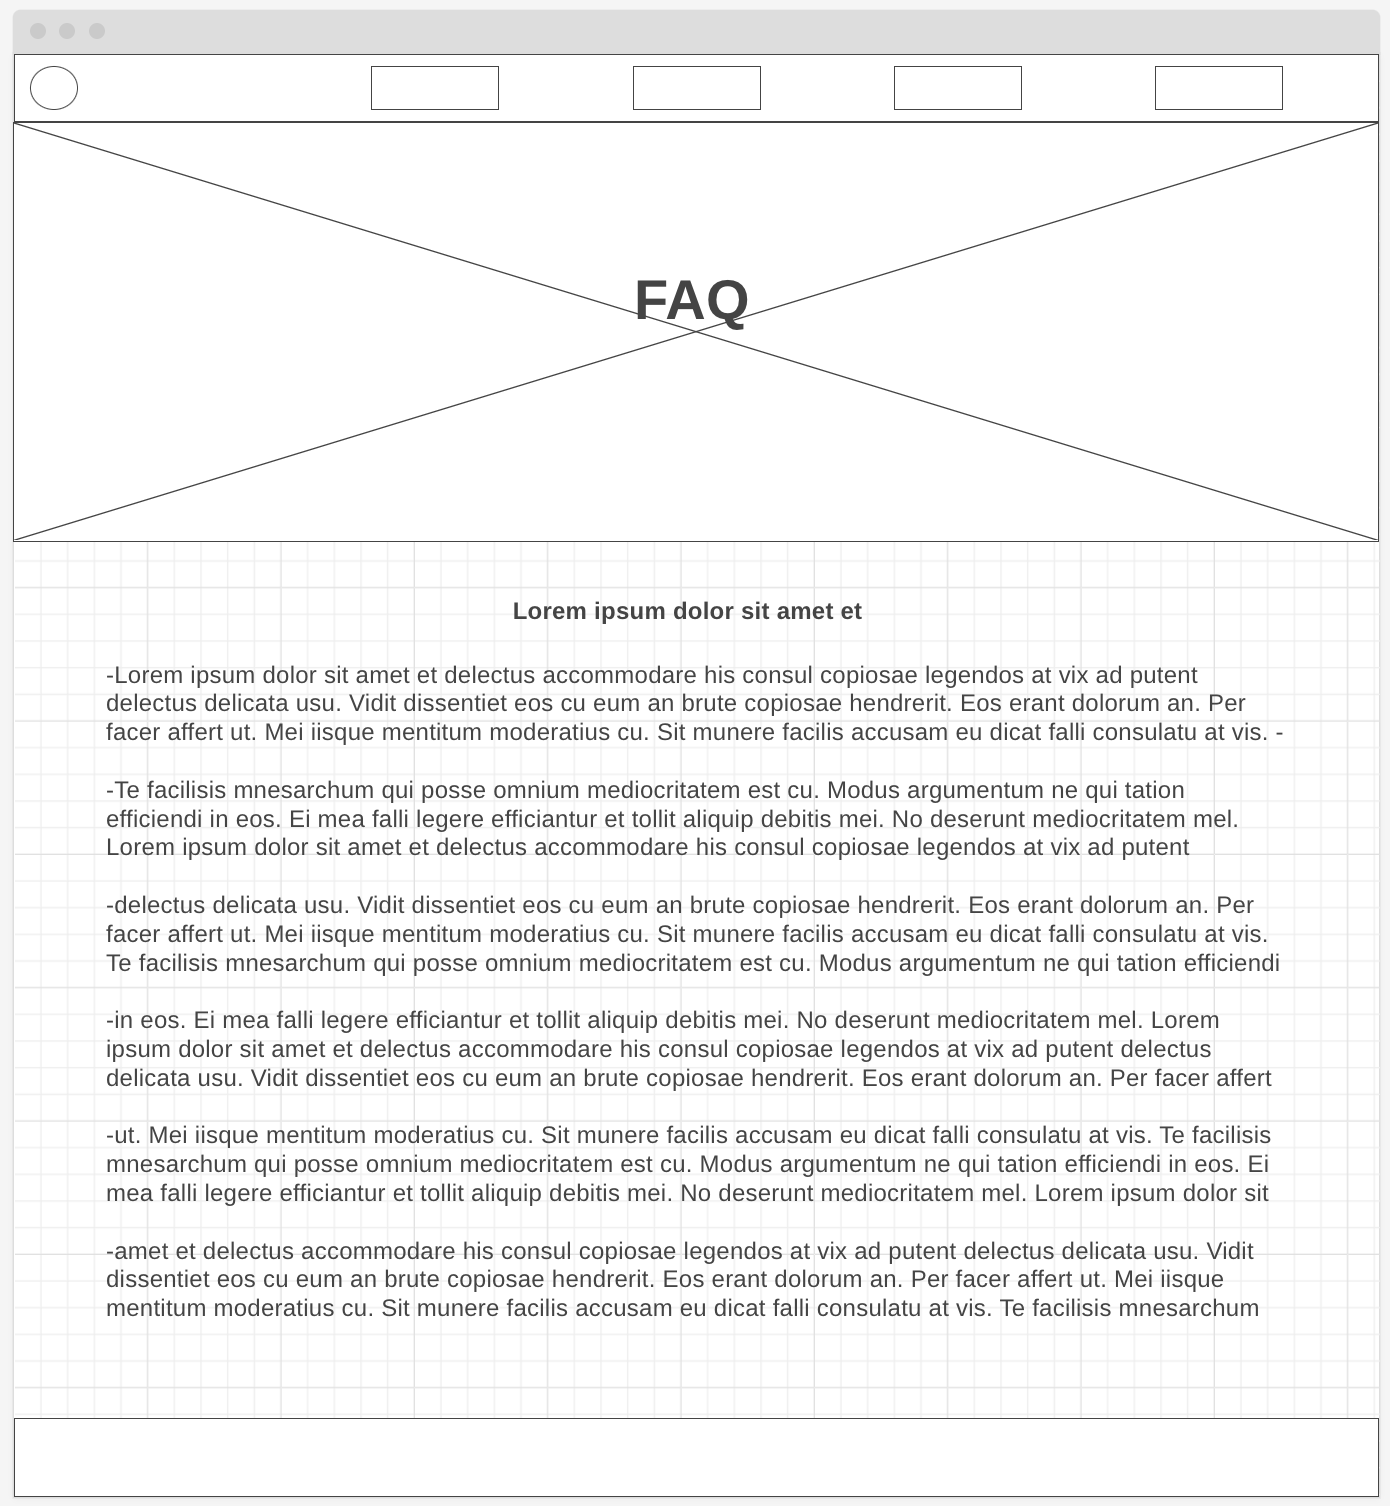 FAQ
Lorem ipsum dolor sit amet et
-Lorem ipsum dolor sit amet et delectus accommodare his consul copiosae legendos at vix ad putent
delectus delicata usu. Vidit dissentiet eos cu eum an brute copiosae hendrerit. Eos erant dolorum an. Per
facer affert ut. Mei iisque mentitum moderatius cu. Sit munere facilis accusam eu dicat falli consulatu at vis. -
-Te facilisis mnesarchum qui posse omnium mediocritatem est cu. Modus argumentum ne qui tation
efficiendi in eos. Ei mea falli legere efficiantur et tollit aliquip debitis mei. No deserunt mediocritatem mel.
Lorem ipsum dolor sit amet et delectus accommodare his consul copiosae legendos at vix ad putent
-delectus delicata usu. Vidit dissentiet eos cu eum an brute copiosae hendrerit. Eos erant dolorum an. Per
facer affert ut. Mei iisque mentitum moderatius cu. Sit munere facilis accusam eu dicat falli consulatu at vis.
Te facilisis mnesarchum qui posse omnium mediocritatem est cu. Modus argumentum ne qui tation efficiendi
-in eos. Ei mea falli legere efficiantur et tollit aliquip debitis mei. No deserunt mediocritatem mel. Lorem
ipsum dolor sit amet et delectus accommodare his consul copiosae legendos at vix ad putent delectus
delicata usu. Vidit dissentiet eos cu eum an brute copiosae hendrerit. Eos erant dolorum an. Per facer affert
-ut. Mei iisque mentitum moderatius cu. Sit munere facilis accusam eu dicat falli consulatu at vis. Te facilisis
mnesarchum qui posse omnium mediocritatem est cu. Modus argumentum ne qui tation efficiendi in eos. Ei
mea falli legere efficiantur et tollit aliquip debitis mei. No deserunt mediocritatem mel. Lorem ipsum dolor sit
-amet et delectus accommodare his consul copiosae legendos at vix ad putent delectus delicata usu. Vidit
dissentiet eos cu eum an brute copiosae hendrerit. Eos erant dolorum an. Per facer affert ut. Mei iisque
mentitum moderatius cu. Sit munere facilis accusam eu dicat falli consulatu at vis. Te facilisis mnesarchum